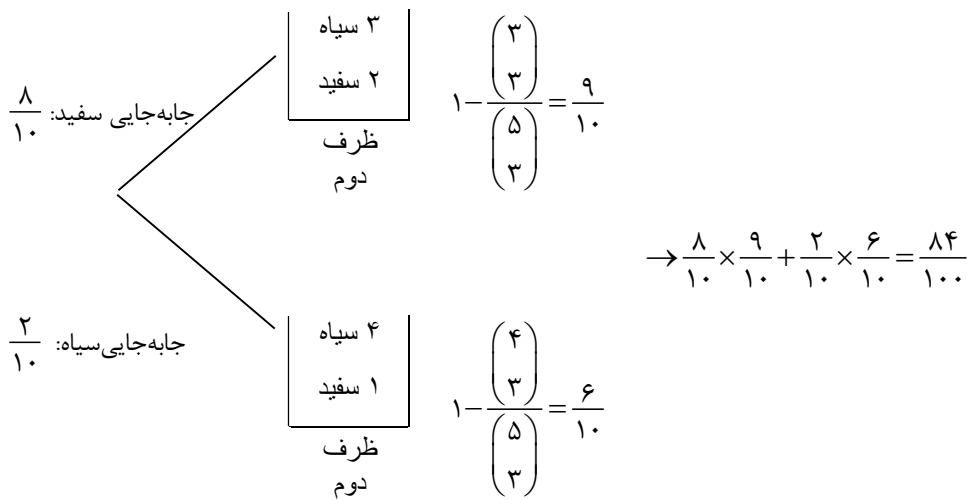 جابه‌جایی سفید: ۸/۱۰
۳ سیاه
۲ سفید
ظرف
دوم
۱ − (۳ ۳)/(۵ ۳) = ۹/۱۰
جابه‌جایی‌سیاه: ۲/۱۰
۴ سیاه
۱ سفید
ظرف
دوم
۱ − (۴ ۳)/(۵ ۳) = ۶/۱۰
→ ۸/۱۰ × ۹/۱۰ + ۲/۱۰ × ۶/۱۰ = ۸۴/۱۰۰